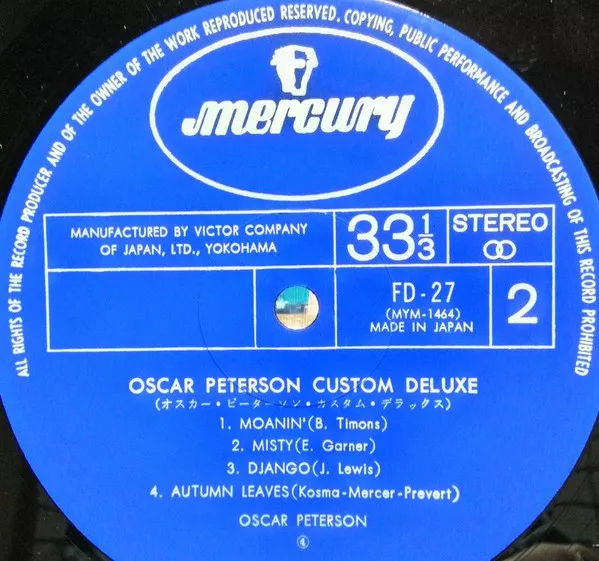 ALL RIGHTS OF THE RECORD PRODUCER AND OF THE OWNER OF THE WORK REPRODUCED RESERVED. COPYING, PUBLIC PERFORMANCE AND BROADCASTING OF THIS RECORD PROHIBITED
mercury
MANUFACTURED BY VICTOR COMPANY
OF JAPAN, LTD., YOKOHAMA
33 1/3
STEREO
FD-27
(MYM-1464)
MADE IN JAPAN
2
OSCAR PETERSON CUSTOM DELUXE
(オスカー・ピーターソン・カスタム・デラックス)
1. MOANIN'(B. Timons)
2. MISTY(E. Garner)
3. DJANGO(J. Lewis)
4. AUTUMN LEAVES(Kosma-Mercer-Prevert)
OSCAR PETERSON
④